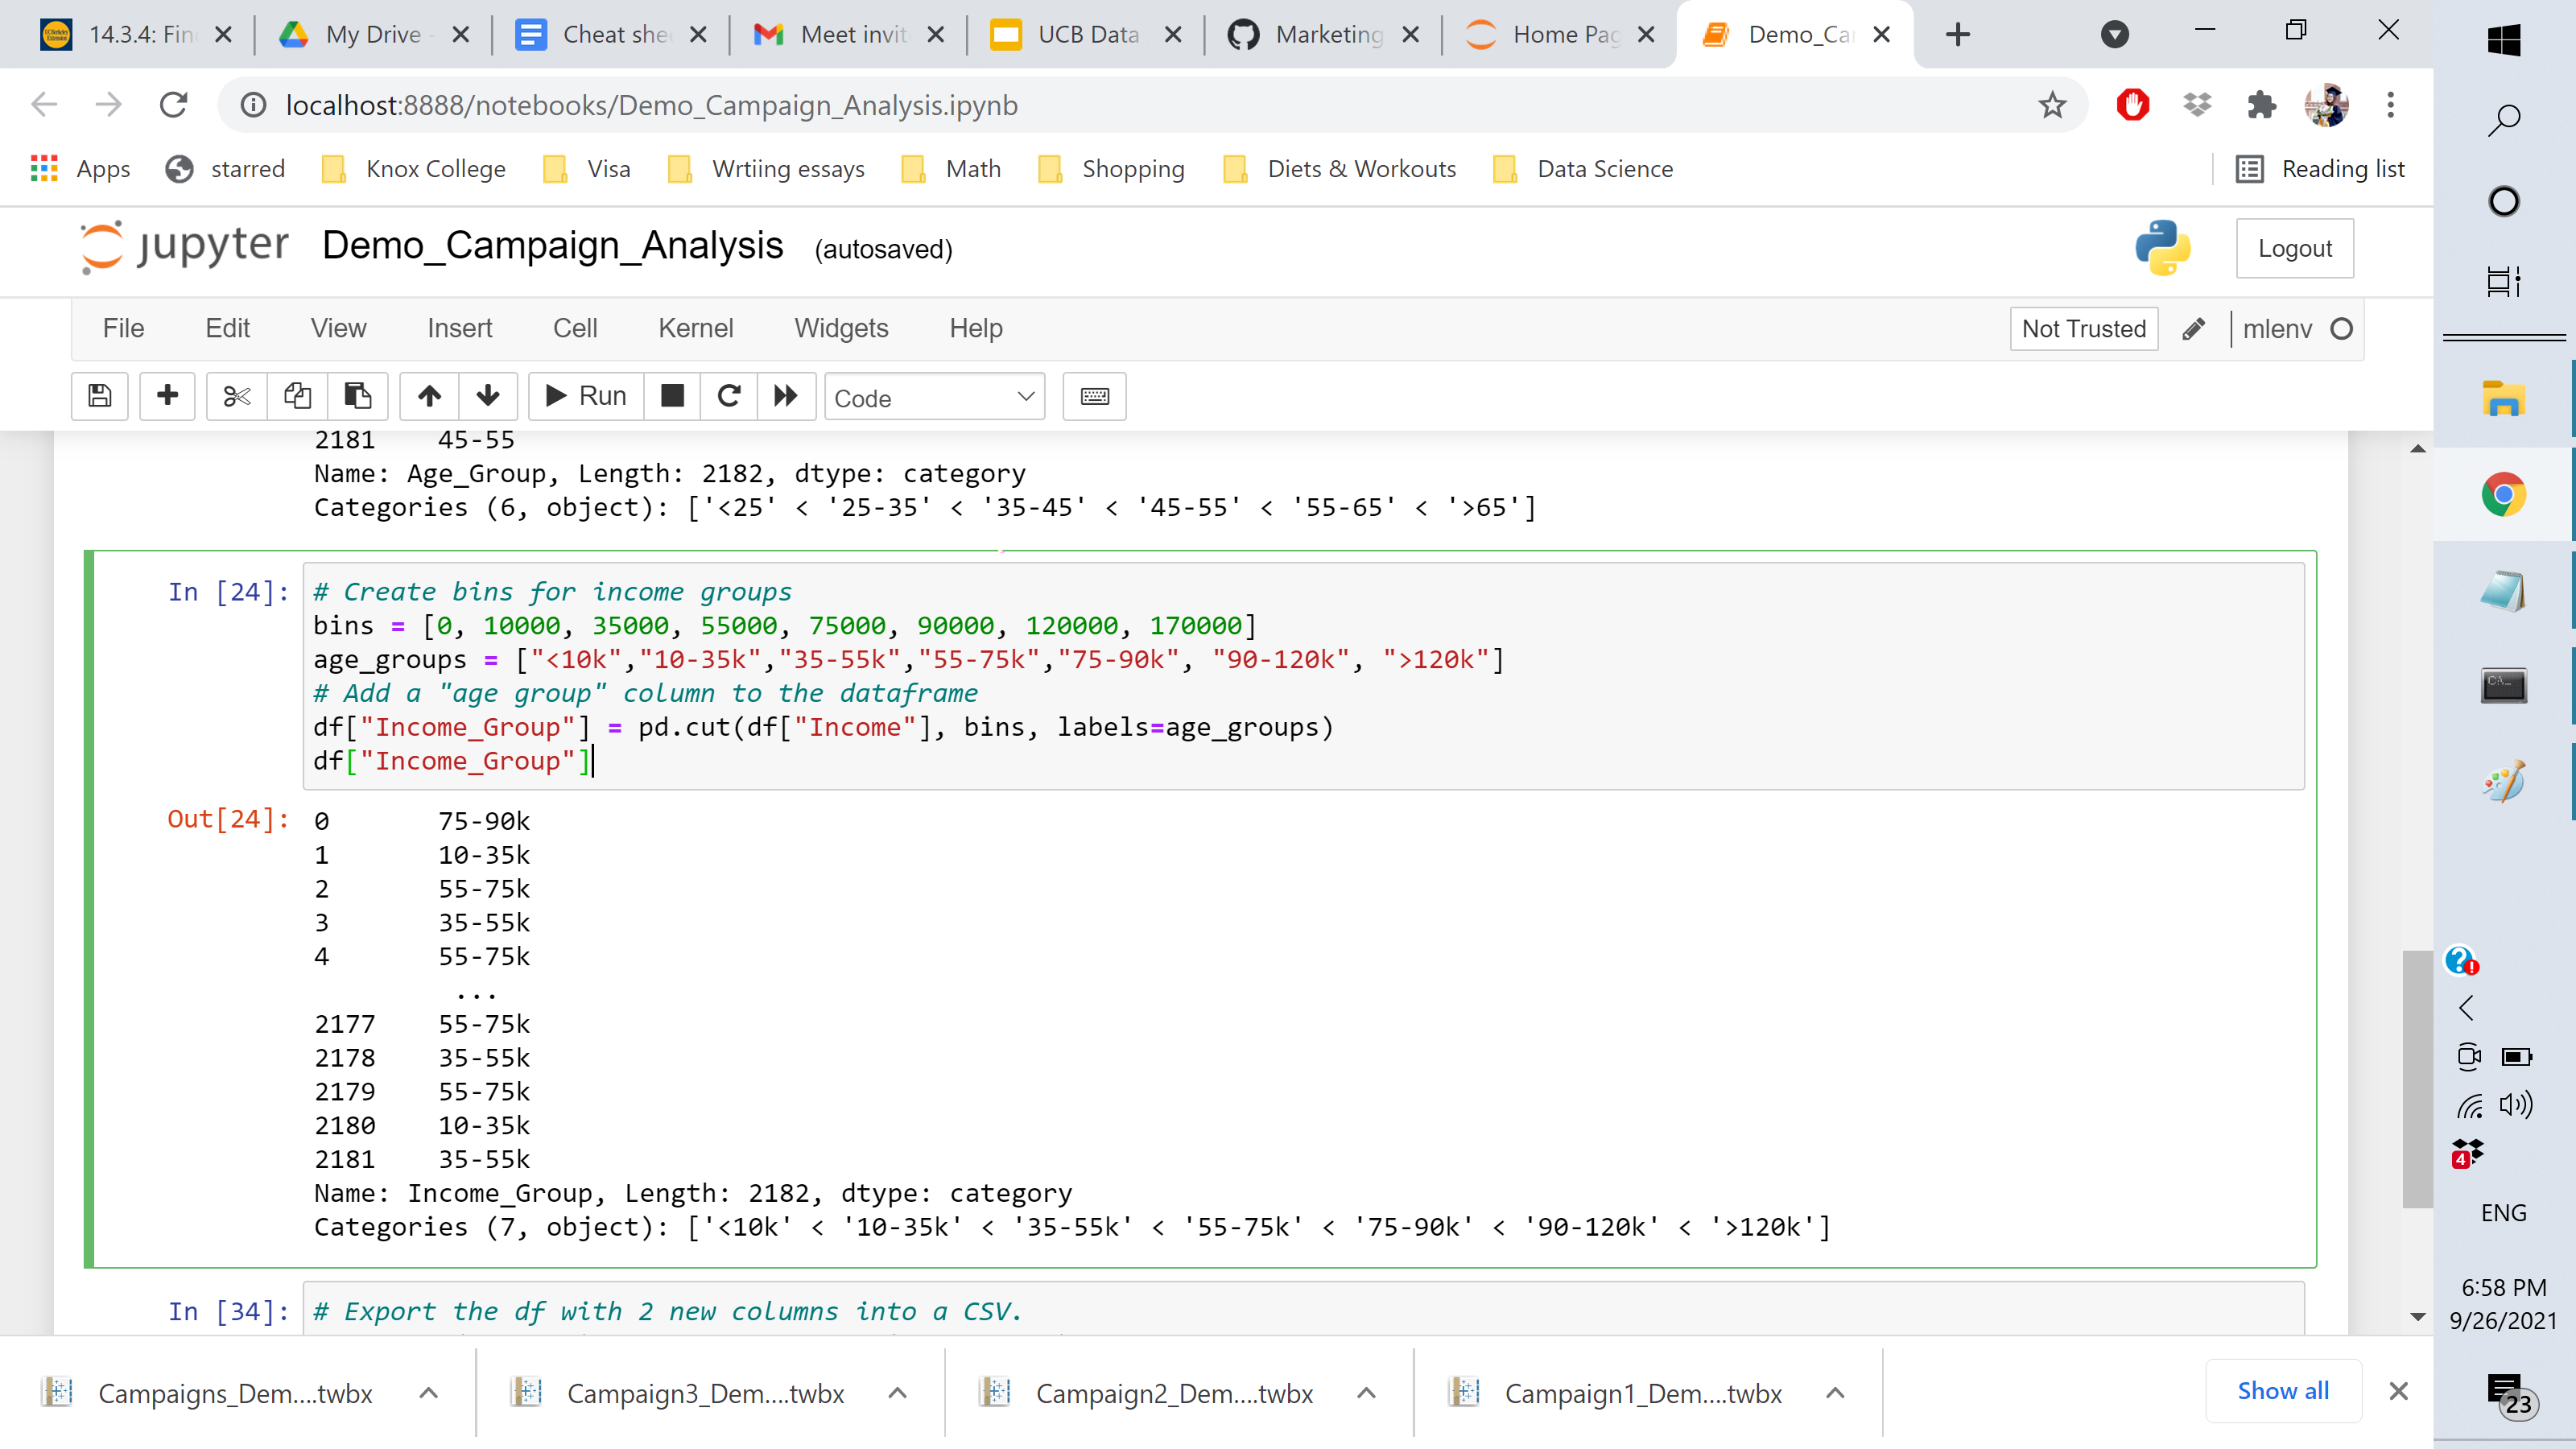 14.3.4: Fin
My Drive -
Cheat shee
Meet invit
UCB Data
Marketing
Home Pag
Demo_Ca
localhost:8888/notebooks/Demo_Campaign_Analysis.ipynb
Apps
starred
Knox College
Visa
Wrtiing essays
Math
Shopping
Diets & Workouts
Data Science
Reading list
jupyter Demo_Campaign_Analysis (autosaved)
Logout
File Edit View Insert Cell Kernel Widgets Help
Not Trusted
mlenv
Run
Code
2181    45-55
Name: Age_Group, Length: 2182, dtype: category
Categories (6, object): ['<25' < '25-35' < '35-45' < '45-55' < '55-65' < '>65']
In [24]: # Create bins for income groups
bins = [0, 10000, 35000, 55000, 75000, 90000, 120000, 170000]
age_groups = ["<10k","10-35k","35-55k","55-75k","75-90k", "90-120k", ">120k"]
# Add a "age group" column to the dataframe
df["Income_Group"] = pd.cut(df["Income"], bins, labels=age_groups)
df["Income_Group"]
Out[24]: 0       75-90k
1       10-35k
2       55-75k
3       35-55k
4       55-75k
...
2177    55-75k
2178    35-55k
2179    55-75k
2180    10-35k
2181    35-55k
Name: Income_Group, Length: 2182, dtype: category
Categories (7, object): ['<10k' < '10-35k' < '35-55k' < '55-75k' < '75-90k' < '90-120k' < '>120k']
In [34]: # Export the df with 2 new columns into a CSV.
Campaigns_Dem....twbx
Campaign3_Dem....twbx
Campaign2_Dem....twbx
Campaign1_Dem....twbx
Show all
4
ENG
6:58 PM
9/26/2021
23